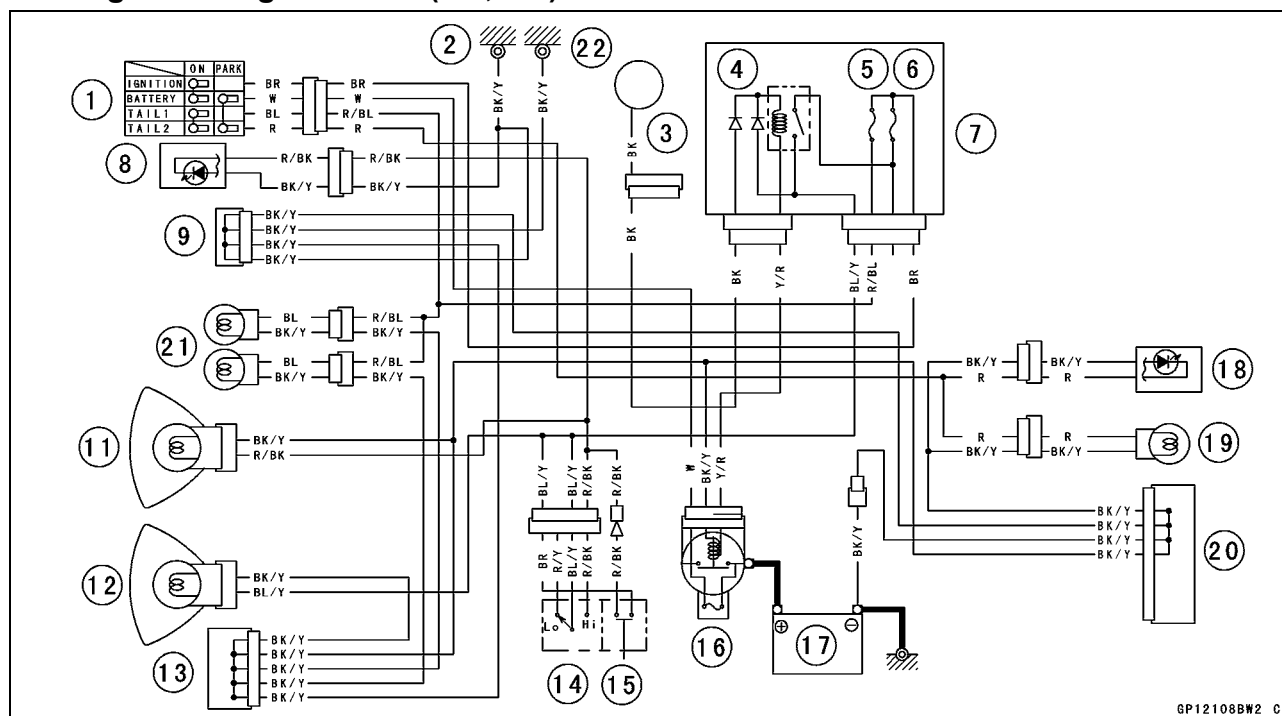 2
22
4
5
6
1
ON PARK
IGNITION
BATTERY
TAIL1
TAIL2
BR
W
BL
R
BR
W
R/BL
R
BK/Y
BK/Y
3
BK
BK
7
8
R/BK
BK/Y
R/BK
BK/Y
9
BK/Y
BK/Y
BK/Y
BK/Y
BK
Y/R
BL/Y
R/BL
BR
21
BL
BK/Y
R/BL
BK/Y
BL
BK/Y
R/BL
BK/Y
BK/Y
R
BK/Y
R
18
11
BK/Y
R/BK
R
BK/Y
R
BK/Y
19
BL/Y
BL/Y
R/BK
R/BK
W
BK/Y
Y/R
BK/Y
BK/Y
BK/Y
BK/Y
BK/Y
20
12
BK/Y
BL/Y
BR
R/Y
BL/Y
R/BK
R/BK
Lo
Hi
13
BK/Y
BK/Y
BK/Y
BK/Y
BK/Y
14
15
16
17
GP12108BW2 C